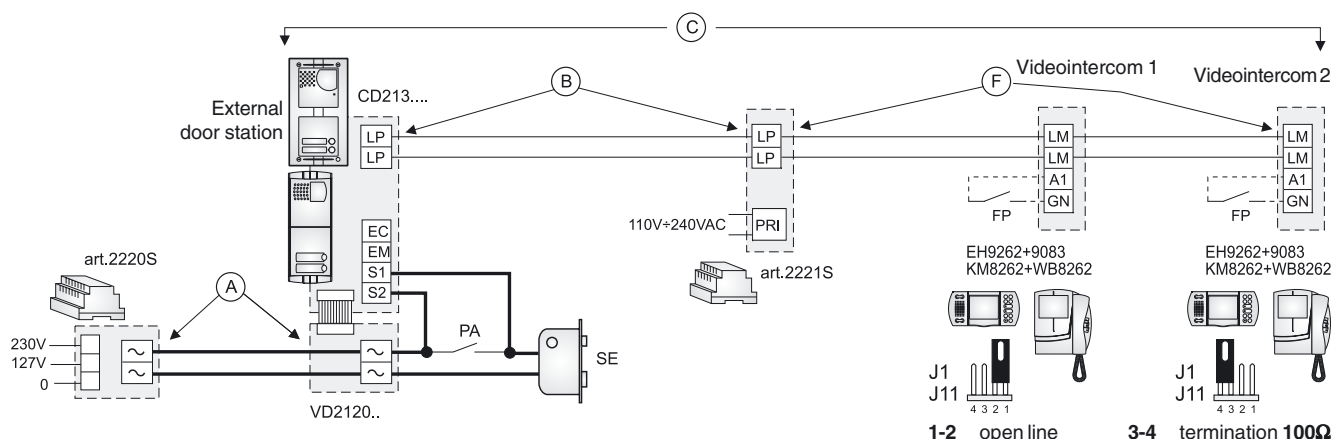 C
External
door station
CD213....
B
F
Videointercom 1
Videointercom 2
LP
LP
LP
LP
LM
LM
A1
GN
LM
LM
A1
GN
FP
FP
EC
EM
S1
S2
110V÷240VAC
PRI
art.2221S
art.2220S
A
230V
127V
0
~
~
~
~
PA
SE
VD2120..
EH9262+9083
KM8262+WB8262
EH9262+9083
KM8262+WB8262
J1
J11
4 3 2 1
J1
J11
4 3 2 1
1-2 open line
3-4 termination 100Ω